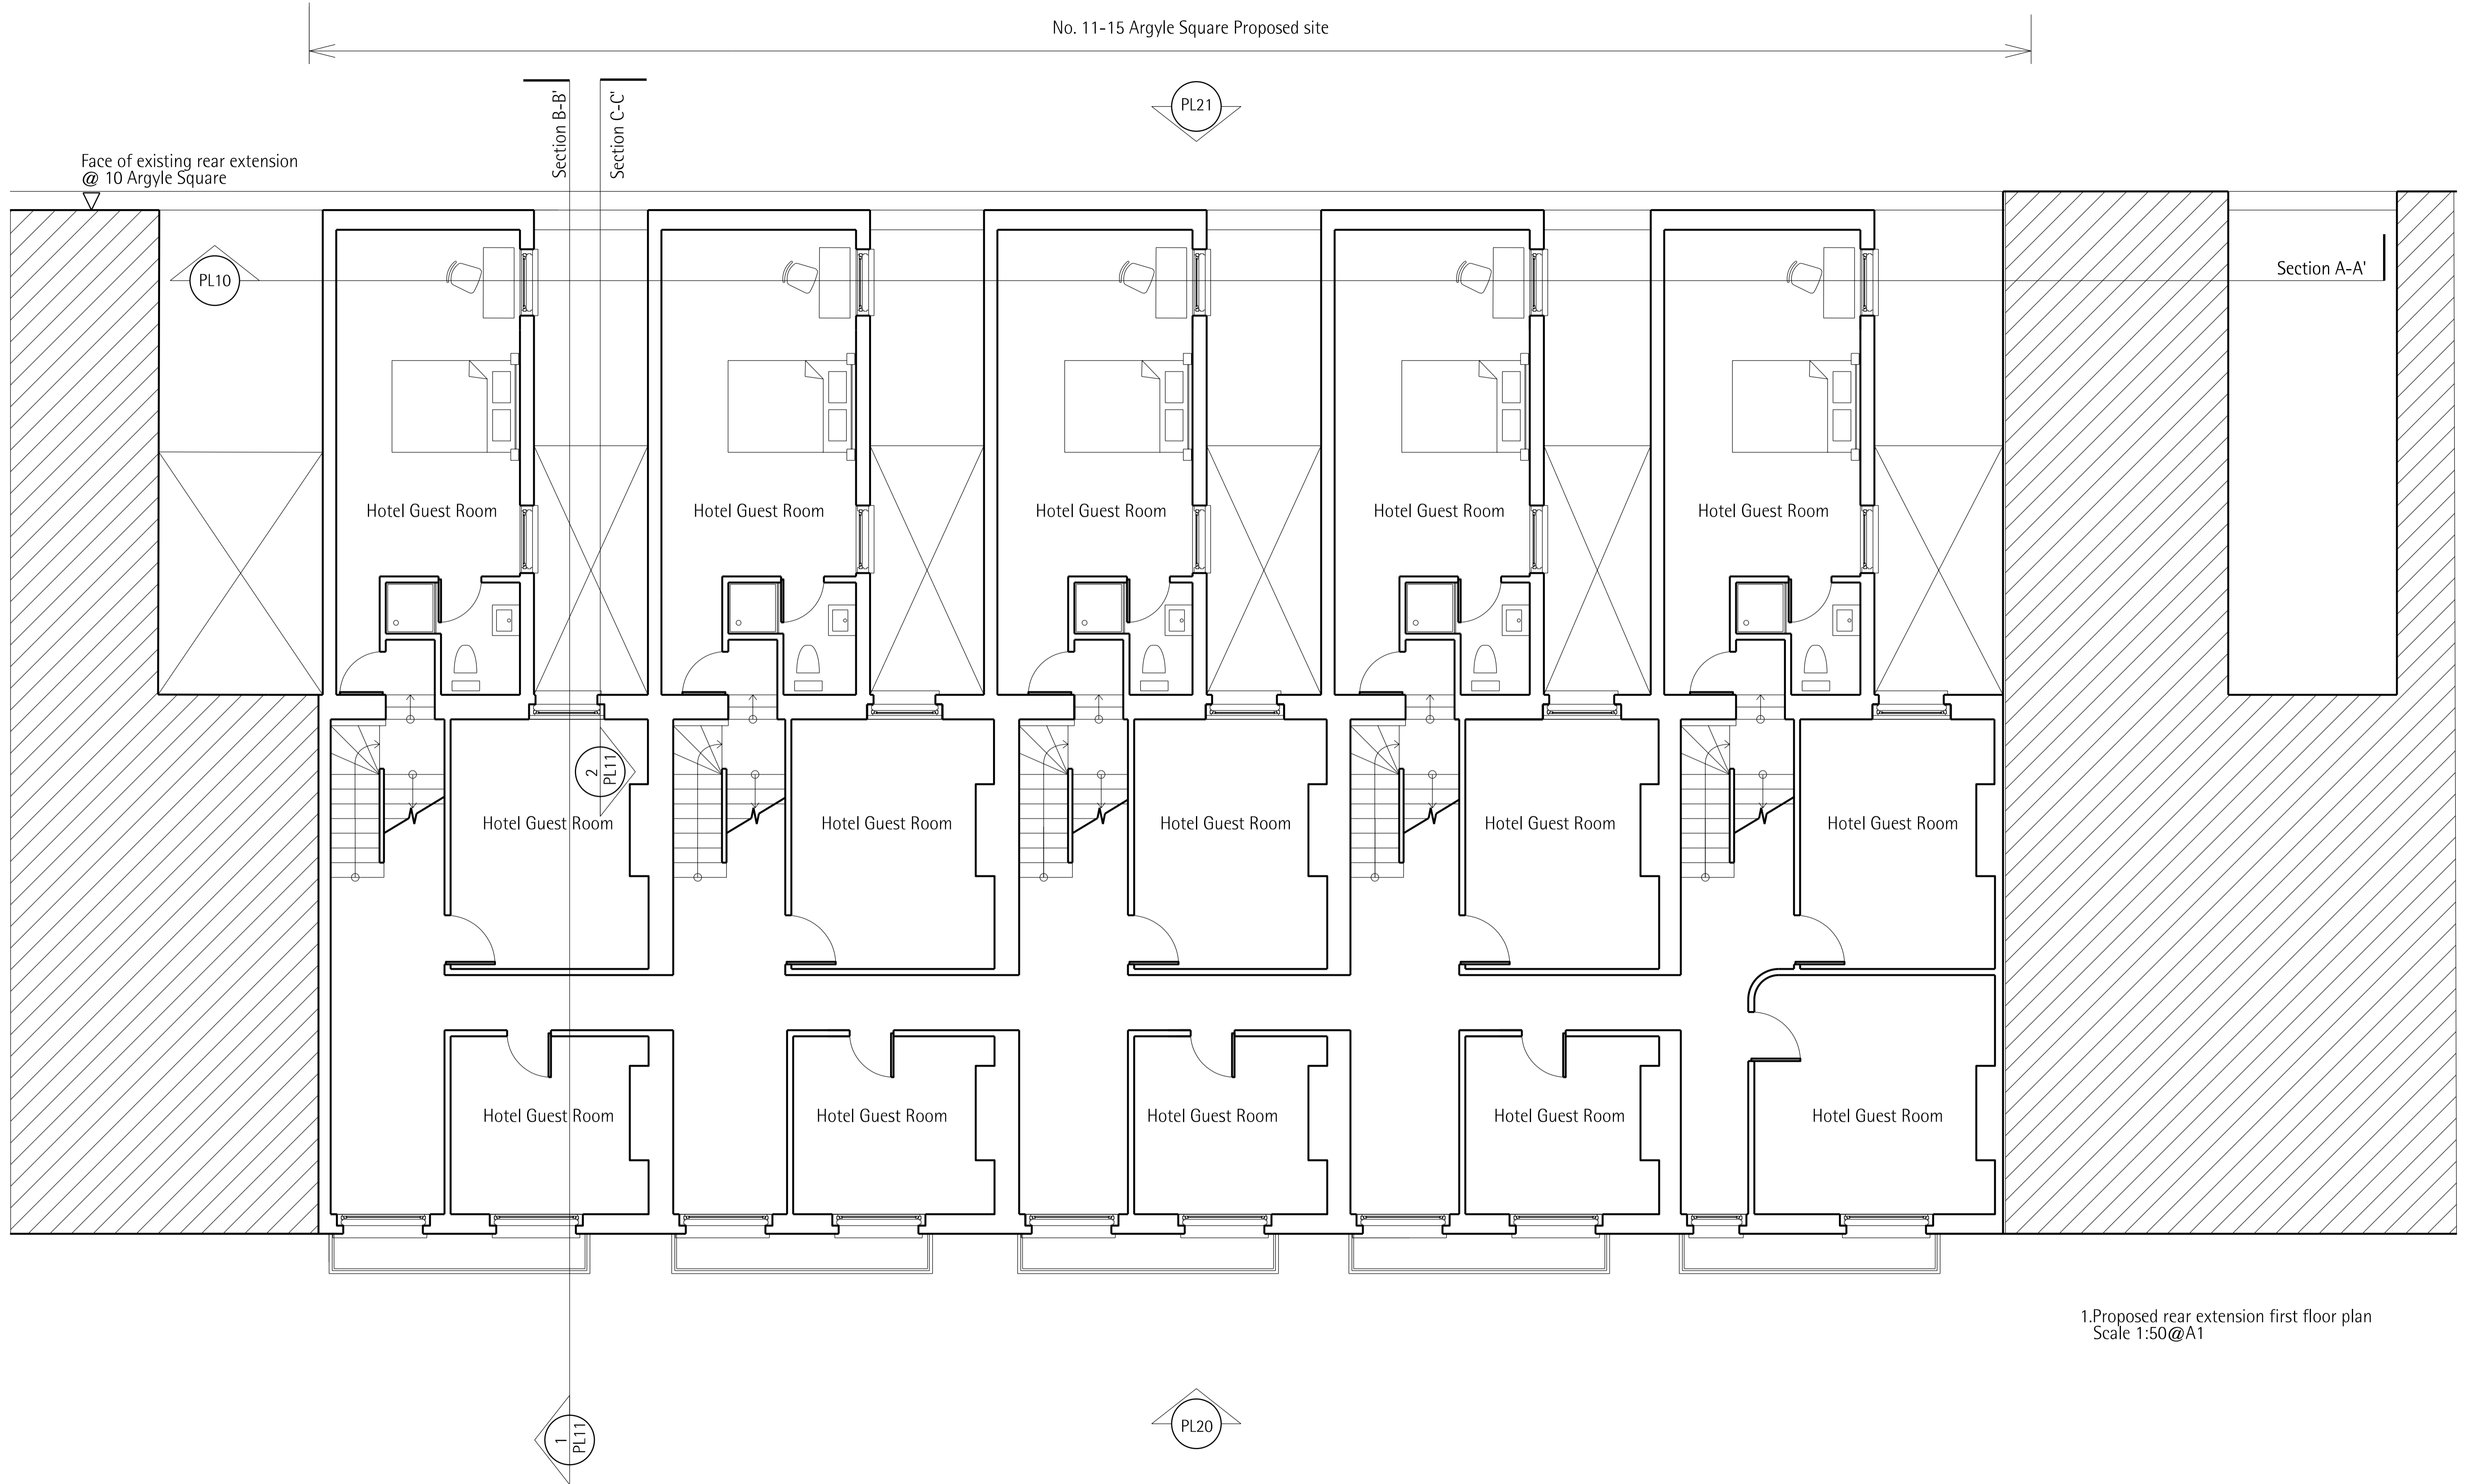 No. 11-15 Argyle Square Proposed site
Section B-B'
Section C-C'
PL21
Face of existing rear extension
@ 10 Argyle Square
PL10
Section A-A'
Hotel Guest Room
Hotel Guest Room
Hotel Guest Room
Hotel Guest Room
Hotel Guest Room
2
PL11
Hotel Guest Room
Hotel Guest Room
Hotel Guest Room
Hotel Guest Room
Hotel Guest Room
Hotel Guest Room
Hotel Guest Room
Hotel Guest Room
Hotel Guest Room
Hotel Guest Room
1.Proposed rear extension first floor plan
Scale 1:50@A1
1
PL11
PL20